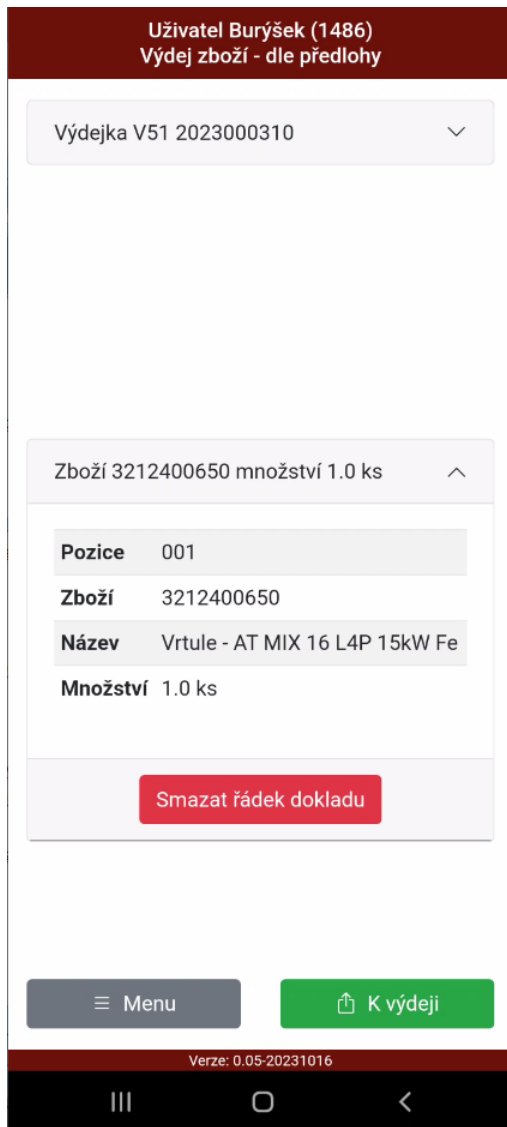 Uživatel Burýšek (1486)
Výdej zboží - dle předlohy
Výdejka V51 2023000310
Zboží 3212400650 množství 1.0 ks
Pozice 001
Zboží 3212400650
Název Vrtule - AT MIX 16 L4P 15kW Fe
Množství 1.0 ks
Smazat řádek dokladu
Menu
K výdeji
Verze: 0.05-20231016